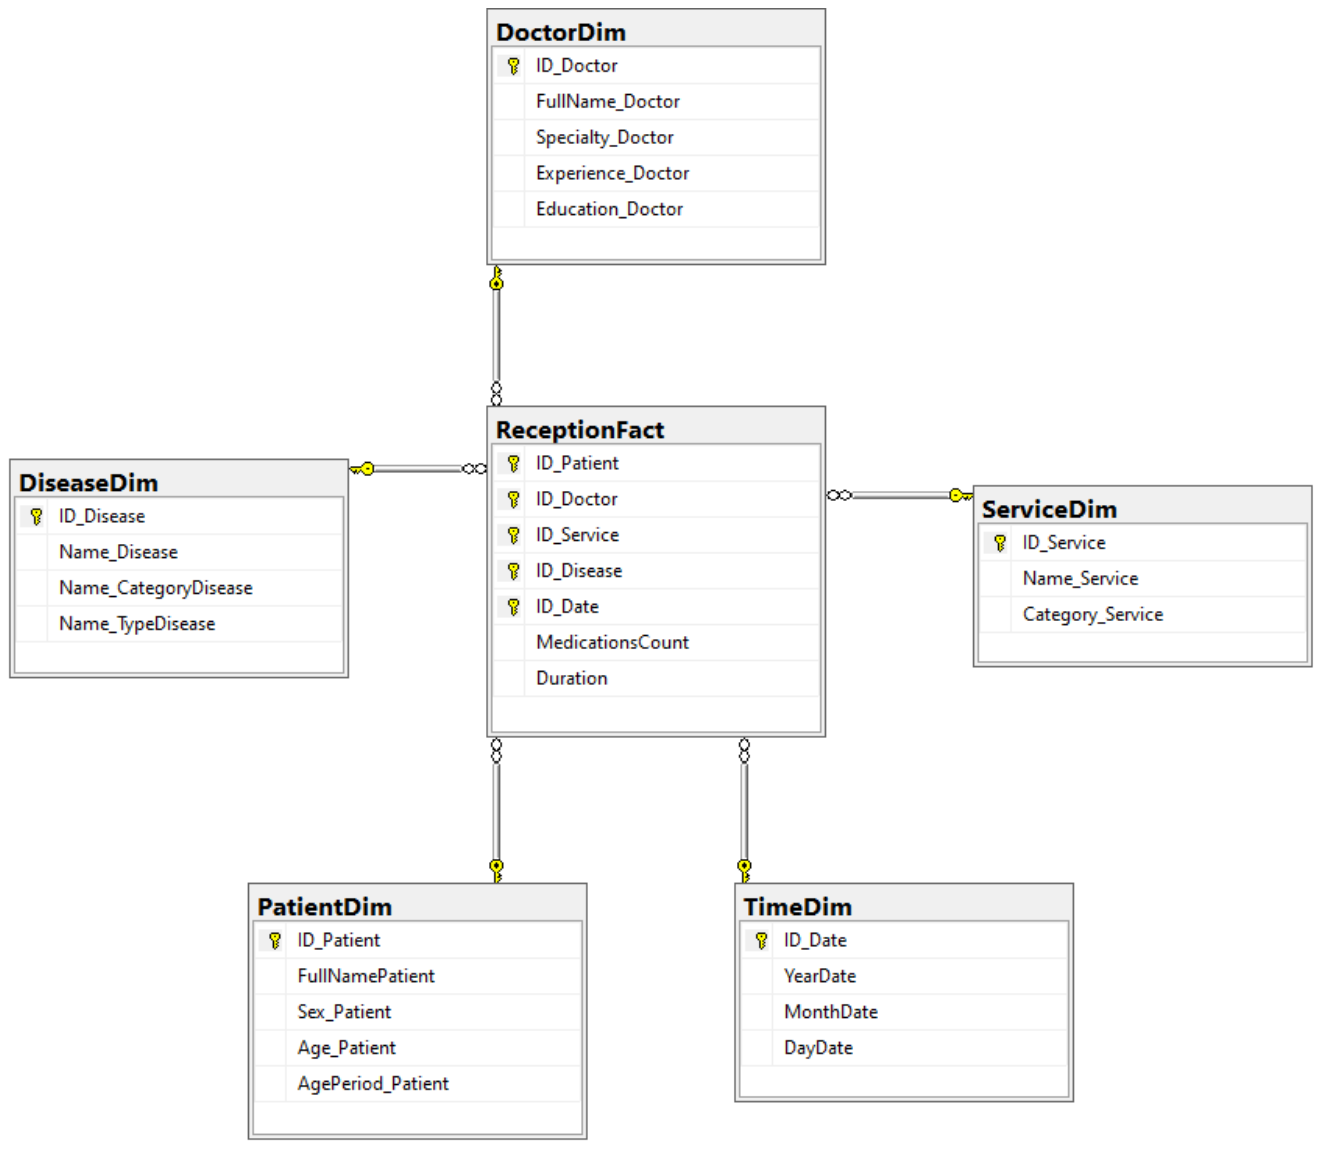 DoctorDim
ID_Doctor
FullName_Doctor
Specialty_Doctor
Experience_Doctor
Education_Doctor
ReceptionFact
ID_Patient
ID_Doctor
ID_Service
ID_Disease
ID_Date
MedicationsCount
Duration
DiseaseDim
ID_Disease
Name_Disease
Name_CategoryDisease
Name_TypeDisease
ServiceDim
ID_Service
Name_Service
Category_Service
PatientDim
ID_Patient
FullNamePatient
Sex_Patient
Age_Patient
AgePeriod_Patient
TimeDim
ID_Date
YearDate
MonthDate
DayDate